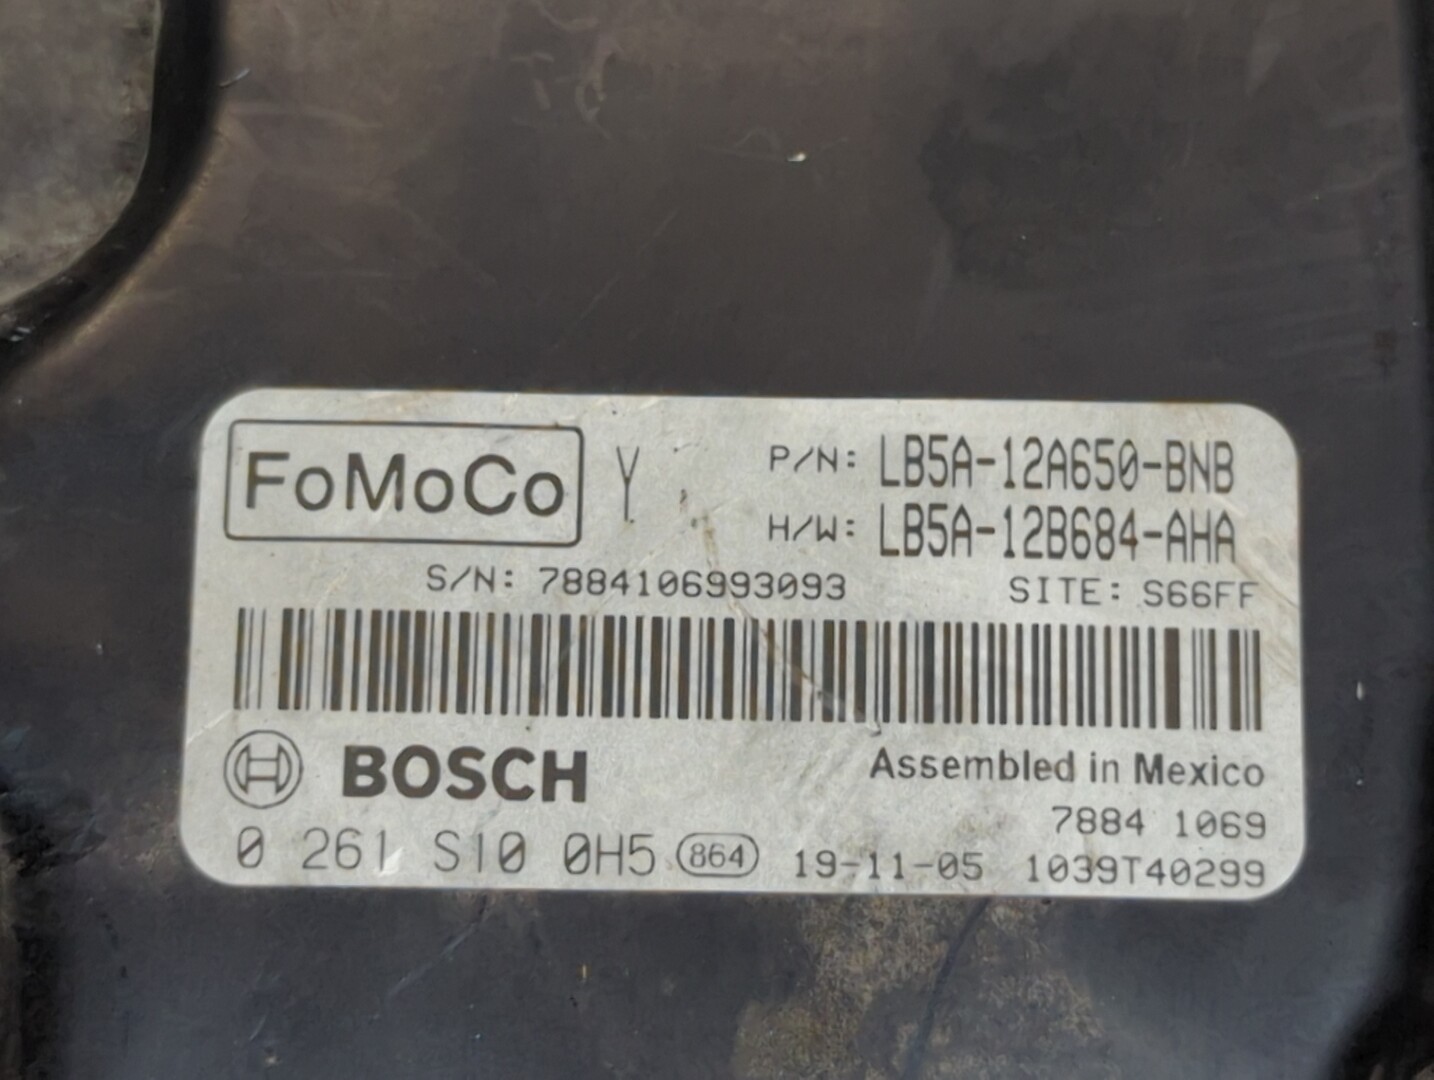 FoMoCo Y P/N: LB5A-12A650-BNB
H/W: LB5A-12B684-AHA
S/N: 7884106993093 SITE: S66FF
BOSCH Assembled in Mexico
7884 1069
0 261 S10 0H5 864 19-11-05 1039T40299